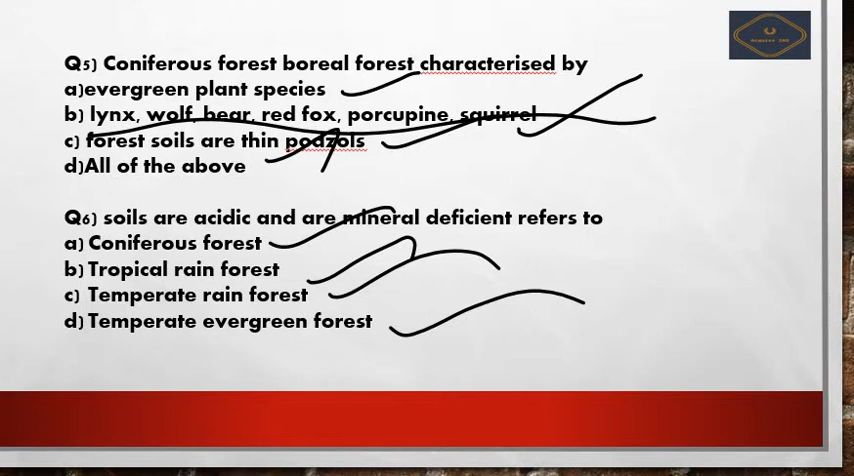 Q5) Coniferous forest boreal forest characterised by
a)evergreen plant species
b) lynx, wolf, bear, red fox, porcupine, squirrel
c) forest soils are thin podzols
d)All of the above
Q6) soils are acidic and are mineral deficient refers to
a) Coniferous forest
b) Tropical rain forest
c) Temperate rain forest
d) Temperate evergreen forest